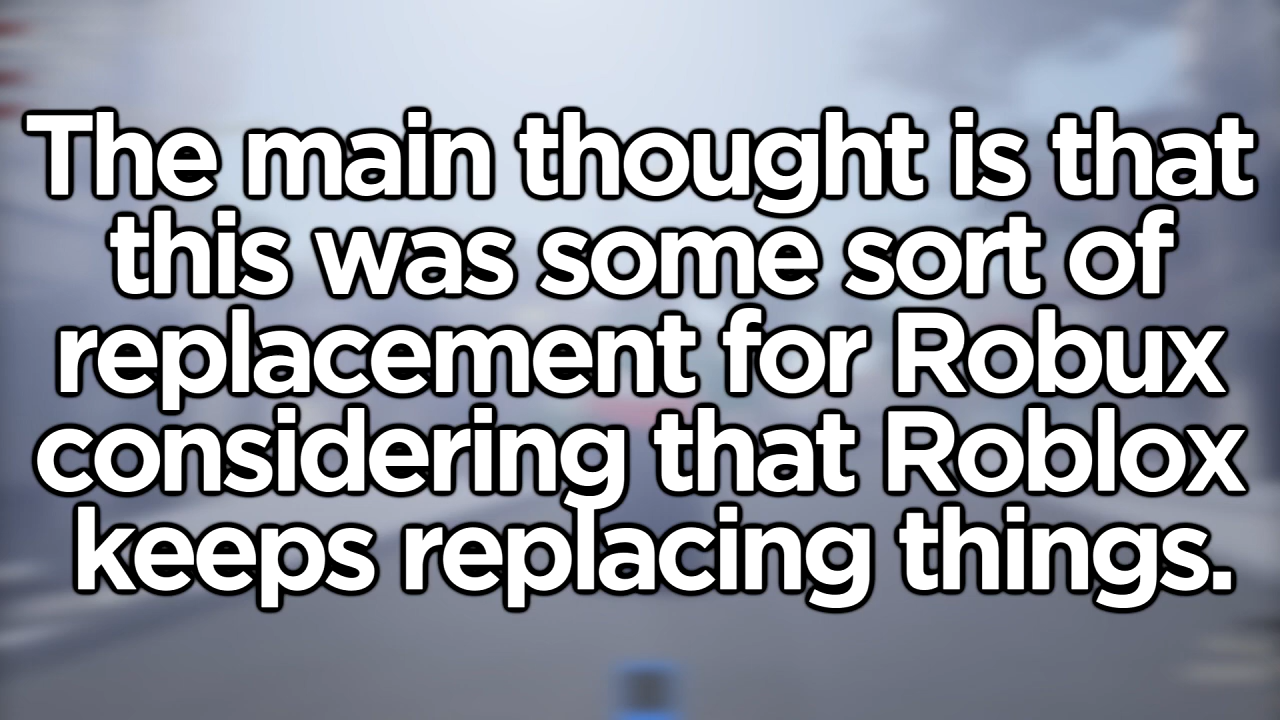 The main thought is that
this was some sort of
replacement for Robux
considering that Roblox
keeps replacing things.